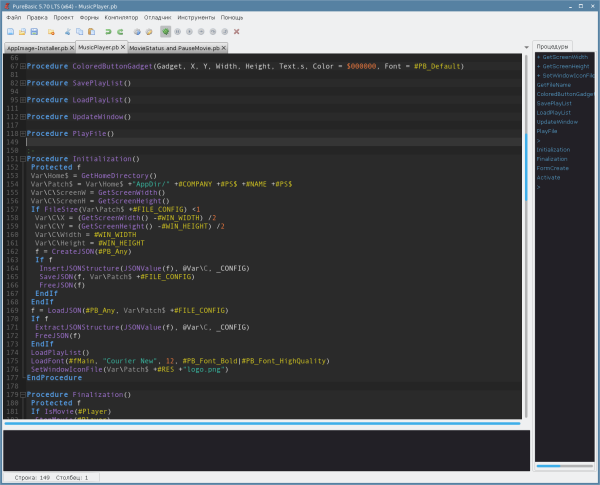 PureBasic 5.70 LTS (x64) - MusicPlayer.pb
Файл Правка Проект Формы Компилятор Отладчик Инструменты Помощь
AppImage-Installer.pb MusicPlayer.pb MovieStatus and PauseMovie.pb
66
67 Procedure ColoredButtonGadget(Gadget, X, Y, Width, Height, Text.s, Color = $000000, Font = #PB_Default)
81
82 Procedure SavePlayList()
94
95 Procedure LoadPlayList()
111
112 Procedure UpdateWindow()
117
118 Procedure PlayFile()
149
150
151 Procedure Initialization()
152 Protected f
153 Var\Home$ = GetHomeDirectory()
154 Var\Patch$ = Var\Home$ +"AppDir/" +#COMPANY +#PS$ +#NAME +#PS$
155 Var\C\ScreenW = GetScreenWidth()
156 Var\C\ScreenH = GetScreenHeight()
157 If FileSize(Var\Patch$ +#FILE_CONFIG) <1
158 Var\C\X = (GetScreenWidth() -#WIN_WIDTH) /2
159 Var\C\Y = (GetScreenHeight() -#WIN_HEIGHT) /2
160 Var\C\Width = #WIN_WIDTH
161 Var\C\Height = #WIN_HEIGHT
162 f = CreateJSON(#PB_Any)
163 If f
164 InsertJSONStructure(JSONValue(f), @Var\C, _CONFIG)
165 SaveJSON(f, Var\Patch$ +#FILE_CONFIG)
166 FreeJSON(f)
167 EndIf
168 EndIf
169 f = LoadJSON(#PB_Any, Var\Patch$ +#FILE_CONFIG)
170 If f
171 ExtractJSONStructure(JSONValue(f), @Var\C, _CONFIG)
172 FreeJSON(f)
173 EndIf
174 LoadPlayList()
175 LoadFont(#fMain, "Courier New", 12, #PB_Font_Bold|#PB_Font_HighQuality)
176 SetWindowIconFile(Var\Patch$ +#RES +"logo.png")
177 EndProcedure
178
179 Procedure Finalization()
180 Protected f
181 If IsMovie(#Player)
Процедуры
+ GetScreenWidth
+ GetScreenHeight
+ SetWindowIconFile
GetFileName
ColoredButtonGadget
SavePlayList
LoadPlayList
UpdateWindow
PlayFile
>
Initialization
Finalization
FormCreate
Activate
>
Строка: 149 Столбец: 1